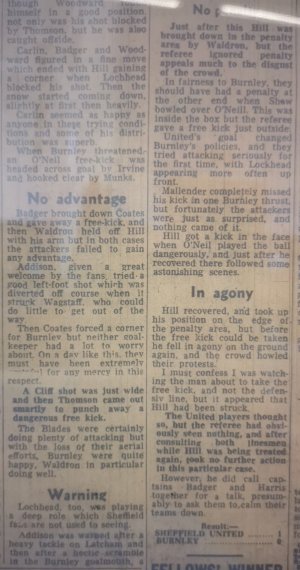 though Woodward
himself in a good position,
not only was his shot blocked
by Thomson, but he was also
caught offside.
Carlin, Badger and Wood-
ward figured in a fine move
which ended with Hill gaining
a corner when Lochhead
blocked his shot. Then the
snow started coming down,
slightly at first then heavily.
Carlin seemed as happy as
anyone in these trying condi-
tions and some of his distri-
bution was superb.
When Burnley threatened,
an O'Neil free-kick was
headed across goal by Irvine
and hooked clear by Munks.
No advantage
Badger brought down Coates
and gave away a free-kick, and
then Waldron held off Hill
with his arm but in both cases
the attackers failed to gain
any advantage.
Addison, given a great
welcome by the fans, tried a
good left-foot shot which was
diverted off course when it
struck Wagstaff, who could
do little to get out of the
way.
Then Coates forced a corner
for Burnley but neither goal-
keeper had a lot to worry
about. On a day like this, they
must have been extremely
for any mercy in this
respect.
A Cliff shot was just wide
and then Thomson came out
smartly to punch away a
dangerous free kick.
The Blades were certainly
doing plenty of attacking but
with the loss of their aerial
efforts, Burnley were quite
happy, Waldron in particular
doing well.
Warning
Lochhead, too, was playing
a deep role which Sheffield
fans are not used to seeing.
Addison was warned after a
heavy tackle on Latcham and
then after a hectic scramble
in the Burnley goalmouth, a
No
Just after this Hill was
brought down in the penalty
area by Waldron, but the
referee ignored penalty
appeals much to the disgust
of the crowd.
In fairness to Burnley, they
should have had a penalty at
the other end when Shaw
bowled over O'Neil. This was
inside the box but the referee
gave a free kick just outside.
United's goal changed
Burnley's policies, and they
tried attacking seriously for
the first time, with Lochhead
appearing more often up
front.
Mallender completely missed
his kick in one Burnley thrust,
but fortunately the attackers
were just as surprised, and
nothing came of it.
Hill got a kick in the face
when O'Neil played the ball
dangerously, and just after he
recovered there followed some
astonishing scenes.
In agony
Hill recovered, and took up
his position on the edge of
the penalty area, but before
the free kick could be taken
he fell in agony on the ground
again, and the crowd howled
their protests.
I must confess I was watch-
ing the man about to take the
free kick, and not the defen-
siv line, but it appeared that
Hill had been struck.
The United players thought
so, but the referee had obvi-
ously seen nothing, and after
consulting both linesmen
while Hill was being treated
again, took no further action
in this particular case.
However, he did call cap-
tains Badger and Harris
together for a talk, presum-
ably to ask them to calm their
teams down.
Result:—
SHEFFIELD UNITED 1
BURNLEY
FELLOWS' WINNER